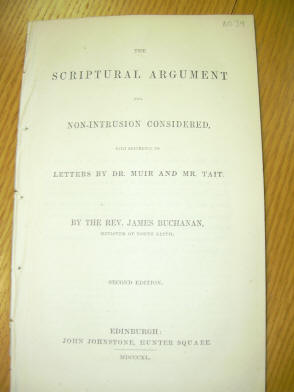 THE
SCRIPTURAL ARGUMENT
FOR
NON-INTRUSION CONSIDERED,
WITH REFERENCE TO
LETTERS BY DR. MUIR AND MR. TAIT.
BY THE REV. JAMES BUCHANAN,
MINISTER OF NORTH LEITH.
SECOND EDITION.
EDINBURGH:
JOHN JOHNSTONE, HUNTER SQUARE.
MDCCCXL.